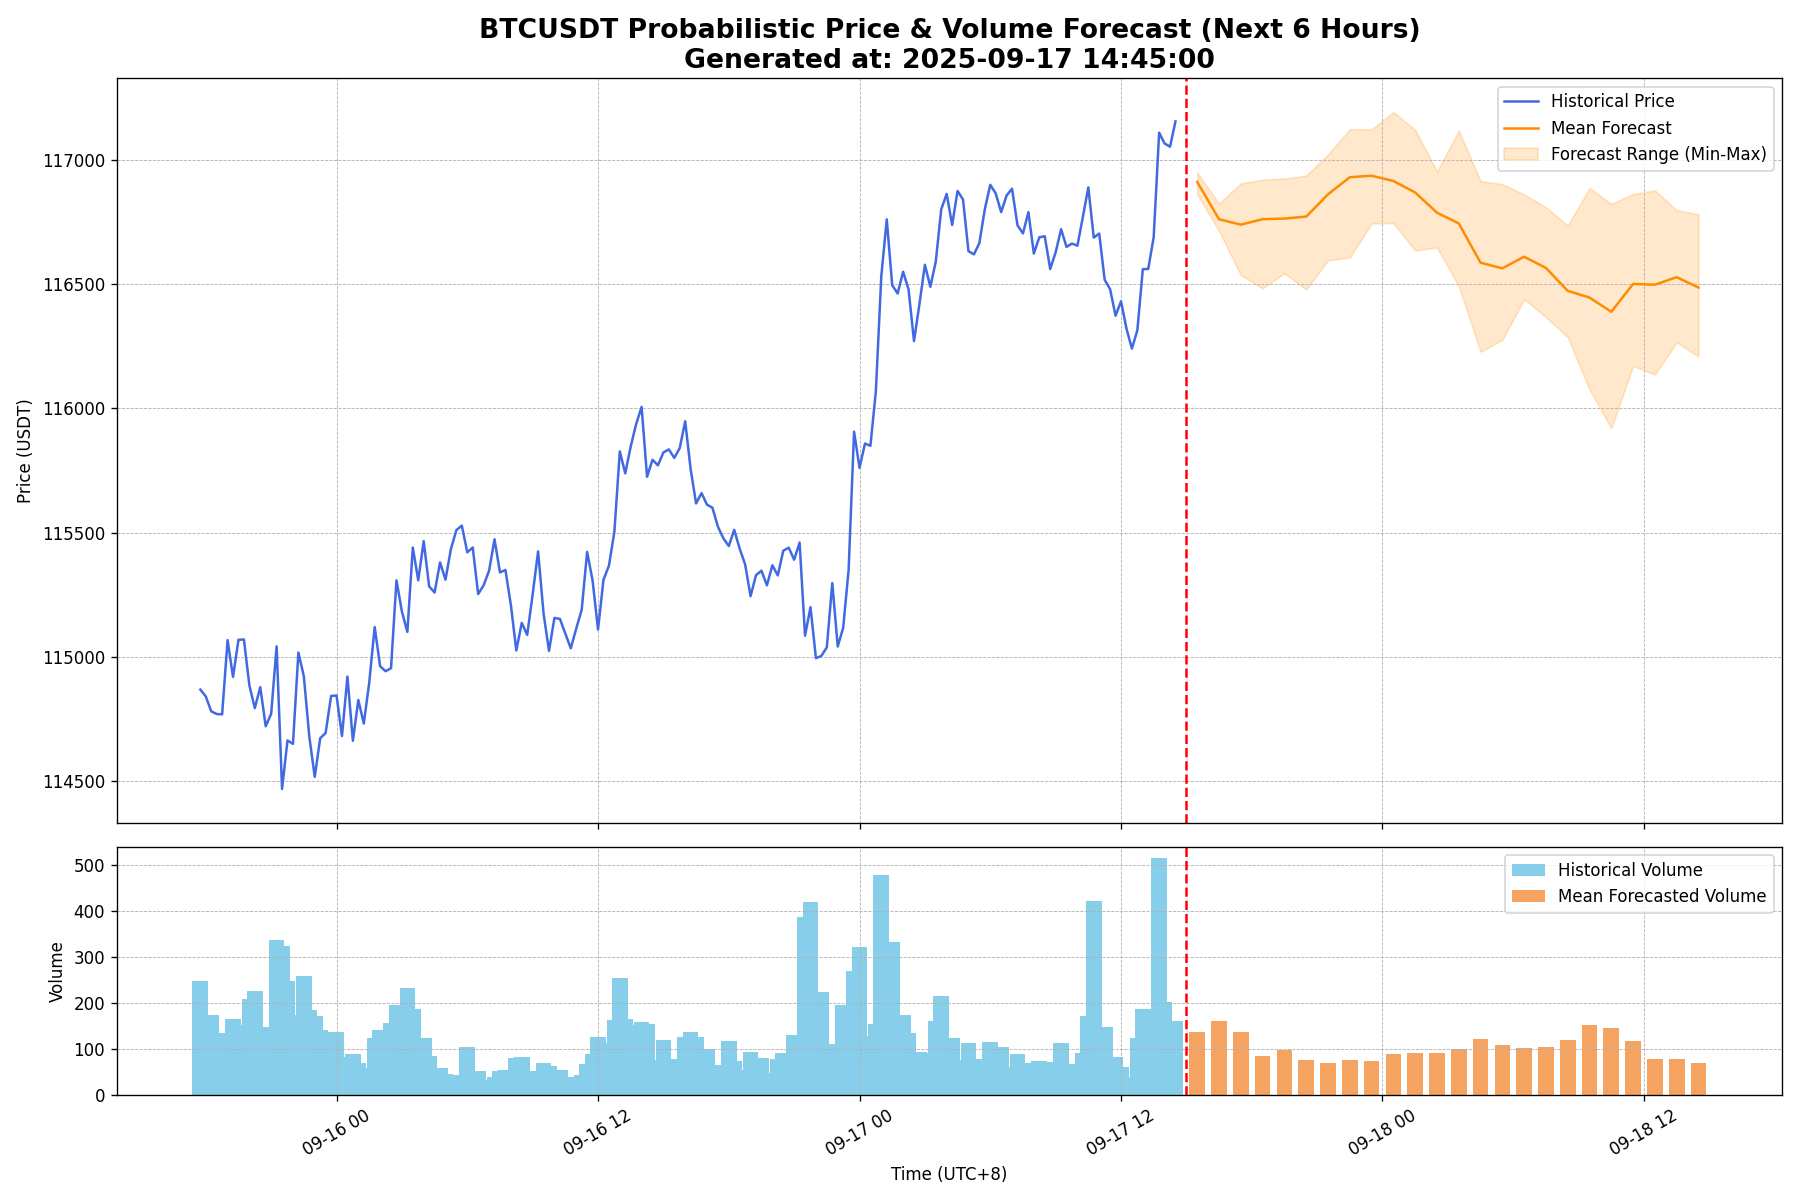 BTCUSDT Probabilistic Price & Volume Forecast (Next 6 Hours)
Generated at: 2025-09-17 14:45:00
Historical Price
Mean Forecast
Forecast Range (Min-Max)
117000
116500
116000
115500
115000
114500
Price (USDT)
Historical Volume
Mean Forecasted Volume
500
400
300
200
100
0
Volume
09-16 00
09-16 12
09-17 00
09-17 12
09-18 00
09-18 12
Time (UTC+8)